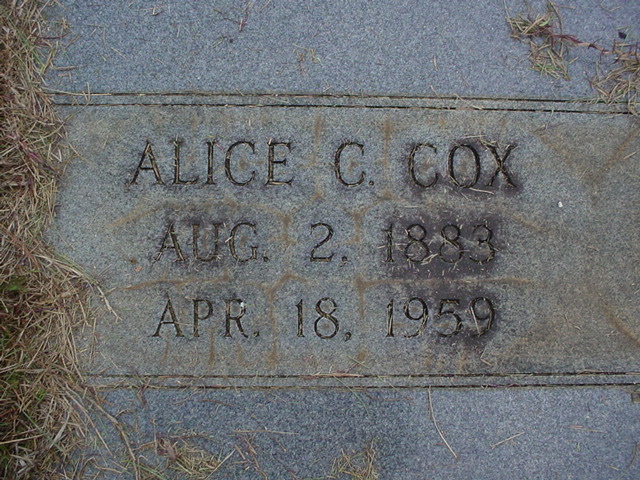 ALICE C. COX
AUG. 2, 1883
APR. 18, 1959